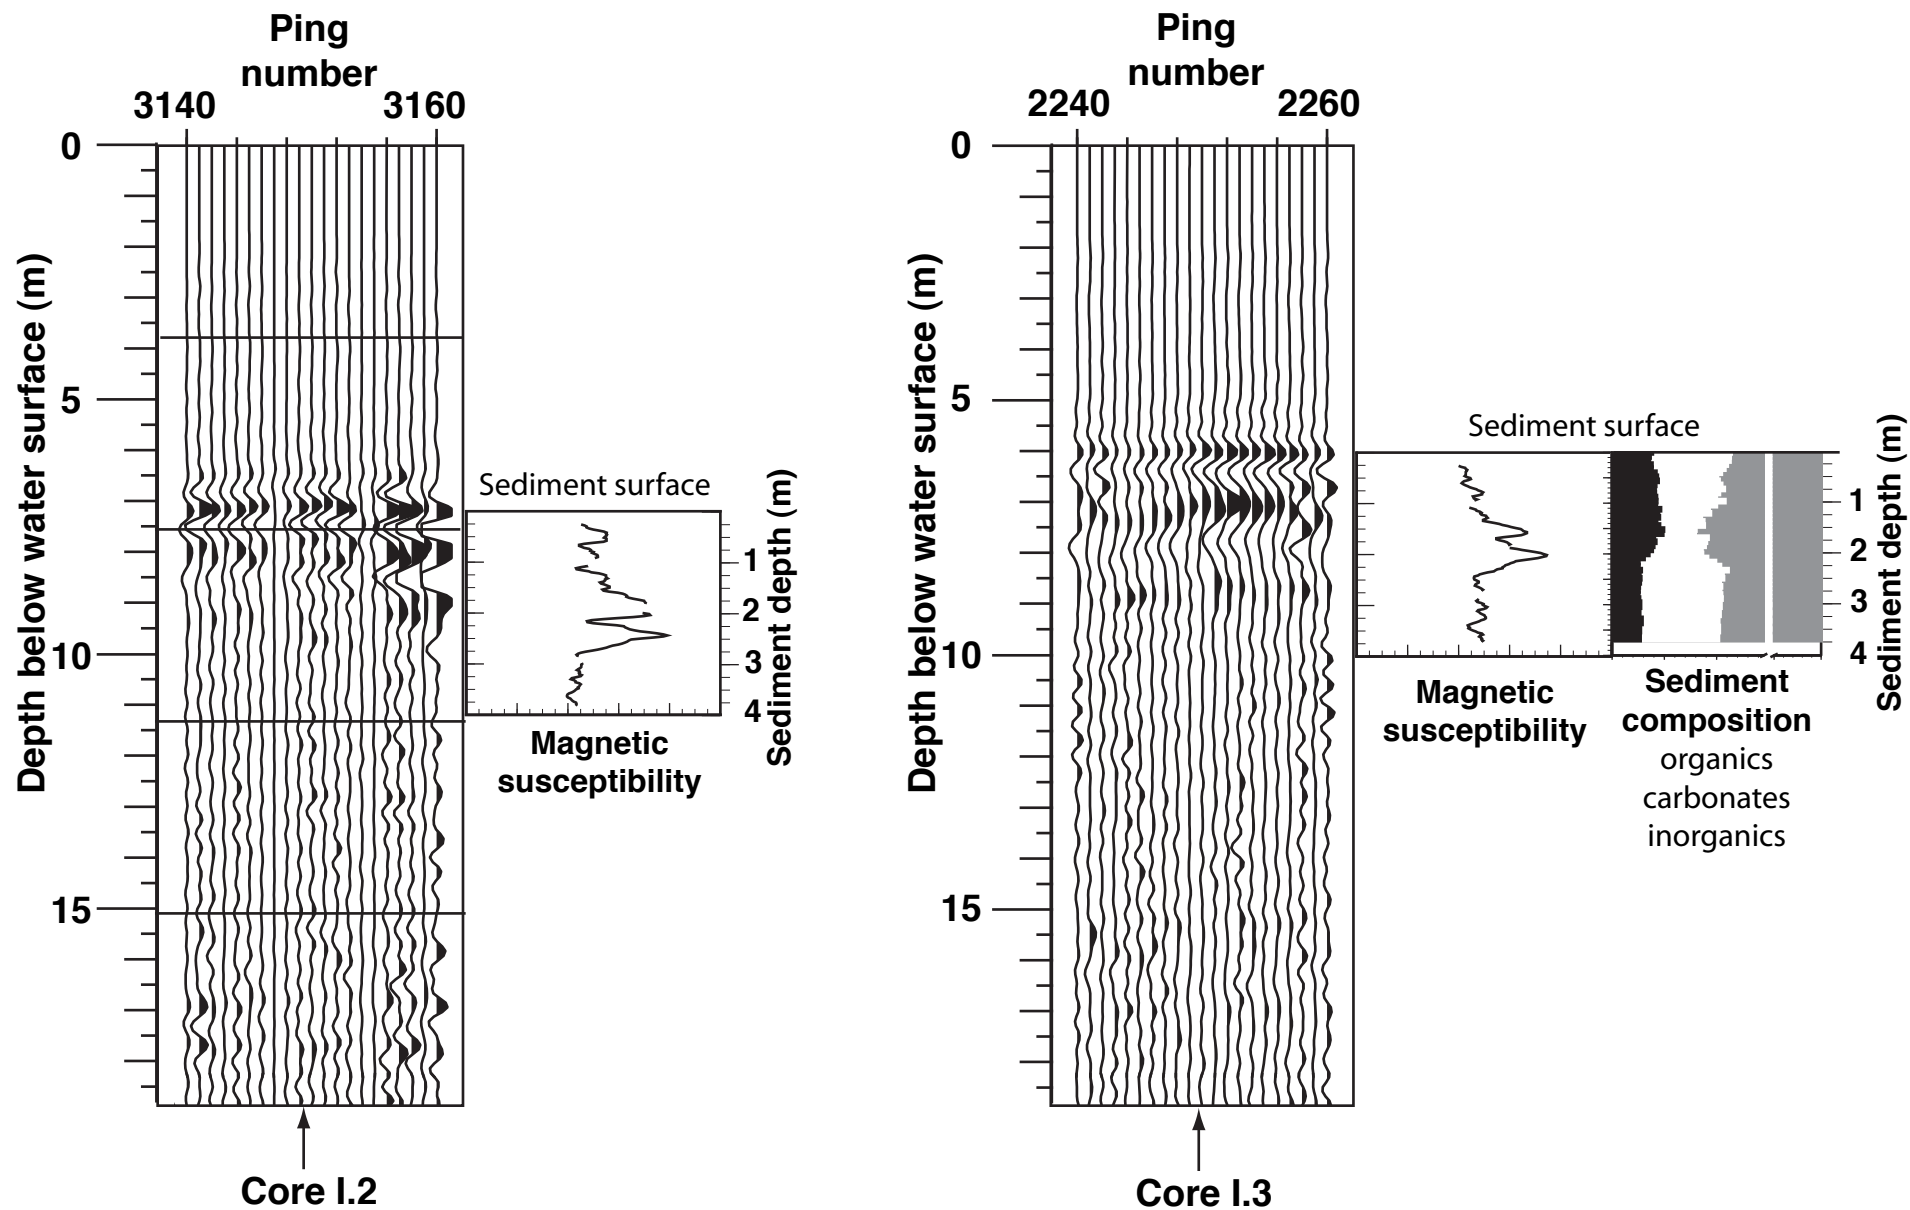 Ping
number
3140 3160
0
5
10
15
Depth below water surface (m)
Sediment surface
1
2
3
4
Sediment depth (m)
Magnetic
susceptibility
Core I.2
Ping
number
2240 2260
0
5
10
15
Depth below water surface (m)
Sediment surface
1
2
3
4
Sediment depth (m)
Magnetic
susceptibility
Sediment
composition
organics
carbonates
inorganics
Core I.3